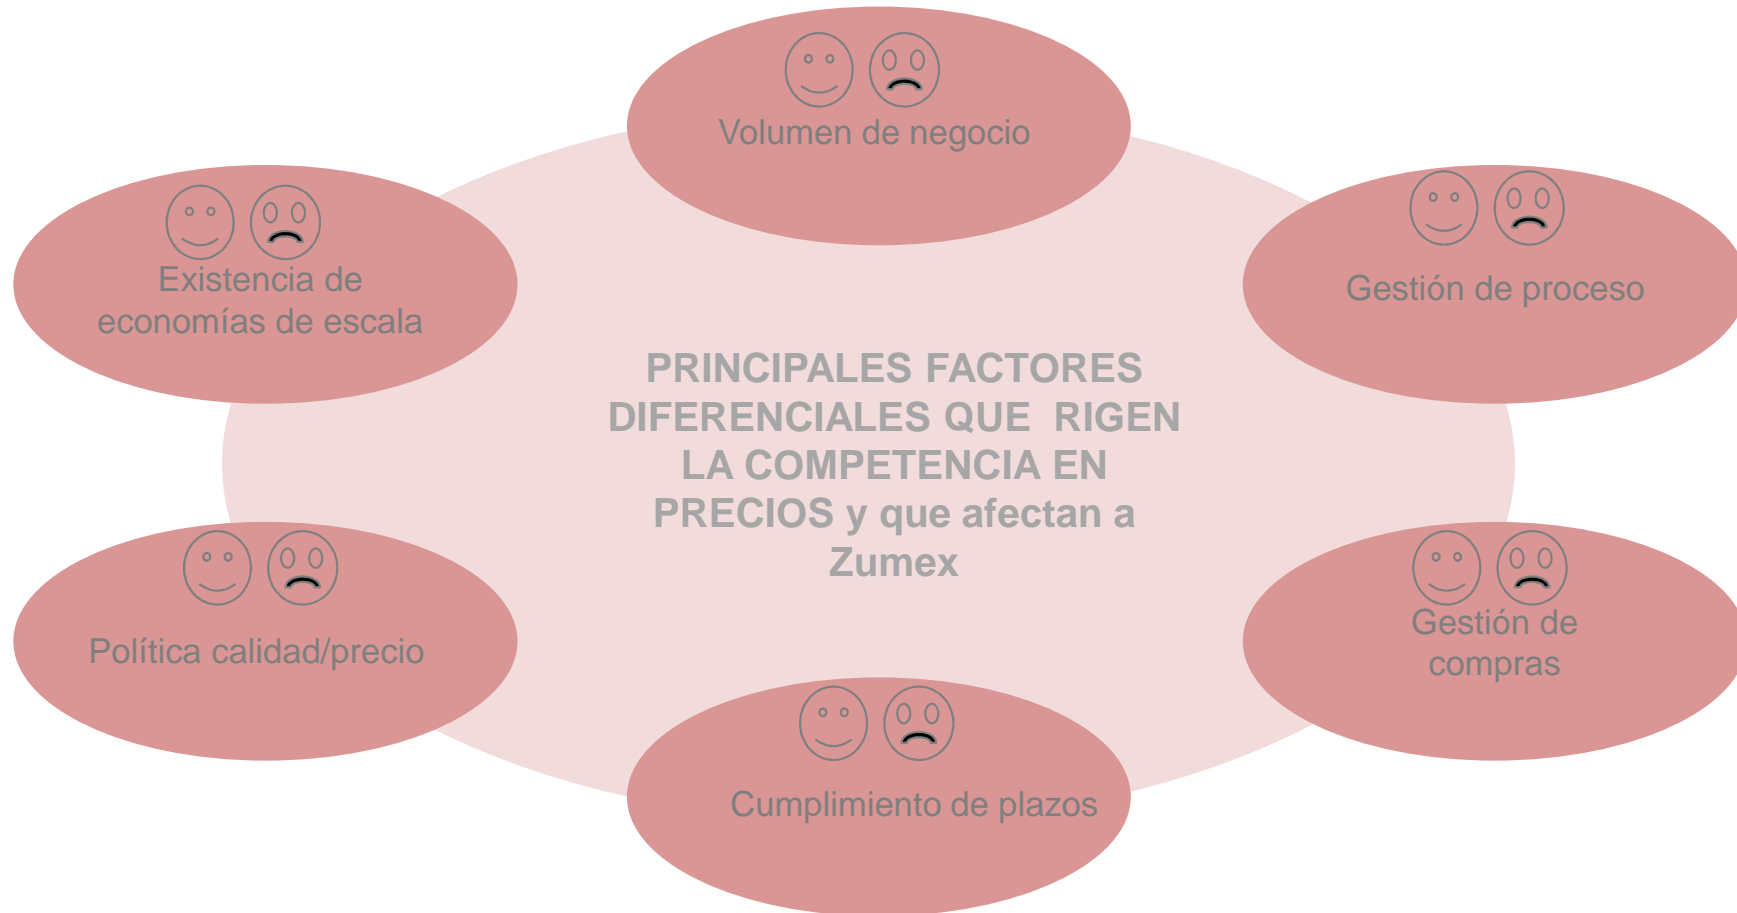 Volumen de negocio
Existencia de
economías de escala
Gestión de proceso
PRINCIPALES FACTORES
DIFERENCIALES QUE  RIGEN
LA COMPETENCIA EN
PRECIOS y que afectan a
Zumex
Política calidad/precio
Gestión de
compras
Cumplimiento de plazos